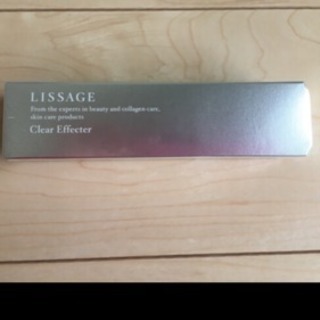 LISSAGE
From the experts in beauty and collagen care,
skin care products
Clear Effecter